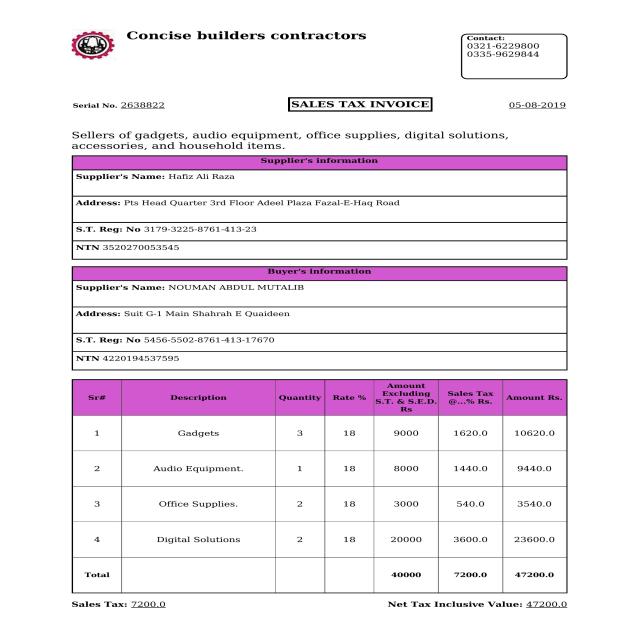 Concise builders contractors
Contact:
0321-6229800
0335-9629844
Serial No. 2638822
SALES TAX INVOICE
05-08-2019
Sellers of gadgets, audio equipment, office supplies, digital solutions,
accessories, and household items.
Supplier's information
Supplier's Name: Hafiz Ali Raza
Address: Pts Head Quarter 3rd Floor Adeel Plaza Fazal-E-Haq Road
S.T. Reg: No 3179-3225-8761-413-23
NTN 3520270053545
Buyer's information
Supplier's Name: NOUMAN ABDUL MUTALIB
Address: Suit G-1 Main Shahrah E Quaideen
S.T. Reg: No 5456-5502-8761-413-17670
NTN 4220194537595
Sr# Description Quantity Rate % Amount Excluding S.T. & S.E.D. Rs Sales Tax @...% Rs. Amount Rs.
1 Gadgets 3 18 9000 1620.0 10620.0
2 Audio Equipment. 1 18 8000 1440.0 9440.0
3 Office Supplies. 2 18 3000 540.0 3540.0
4 Digital Solutions 2 18 20000 3600.0 23600.0
Total 40000 7200.0 47200.0
Sales Tax: 7200.0
Net Tax Inclusive Value: 47200.0